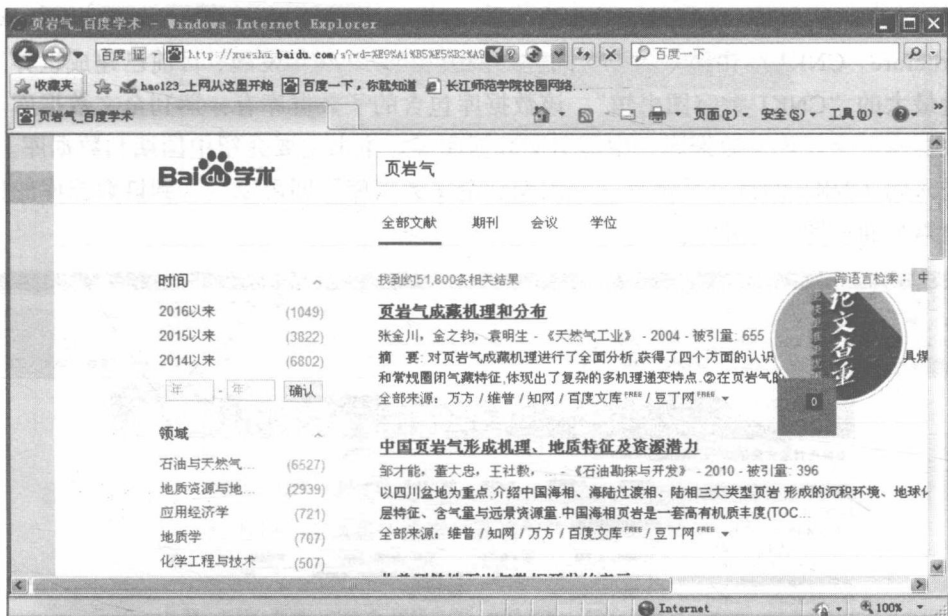 页岩气_百度学术 - Windows Internet Explorer
百度 证 http://xueshu.baidu.com/s?wd=%E9%A1%B5%E5%B2%A9
百度一下
收藏夹 hao123_上网从这里开始 百度一下，你就知道 长江师范学院校园网络...
页岩气_百度学术 页面(P) 安全(S) 工具(O) »
Bai du 学术
页岩气
全部文献 期刊 会议 学位
时间
2016以来 (1049)
2015以来 (3822)
2014以来 (6802)
年 - 年 确认
领域
石油与天然气... (6527)
地质资源与地... (2939)
应用经济学 (721)
地质学 (707)
化学工程与技术 (507)
找到约51,800条相关结果
跨语言检索： 中
页岩气成藏机理和分布
张金川，金之钧，袁明生 - 《天然气工业》 - 2004 - 被引量: 655
摘 要: 对页岩气成藏机理进行了全面分析,获得了四个方面的认识
具煤
和常规圈闭气藏特征,体现出了复杂的多机理递变特点.②在页岩气的
全部来源：万方 / 维普 / 知网 / 百度文库 FREE / 豆丁网 FREE
论文查重
0
中国页岩气形成机理、地质特征及资源潜力
邹才能，董大忠，王社教，... - 《石油勘探与开发》 - 2010 - 被引量: 396
以四川盆地为重点,介绍中国海相、海陆过渡相、陆相三大类型页岩 形成的沉积环境、地球化
层特征、含气量与远景资源量.中国海相页岩是一套高有机质丰度(TOC...
全部来源：维普 / 知网 / 万方 / 百度文库 FREE / 豆丁网 FREE
Internet 100%